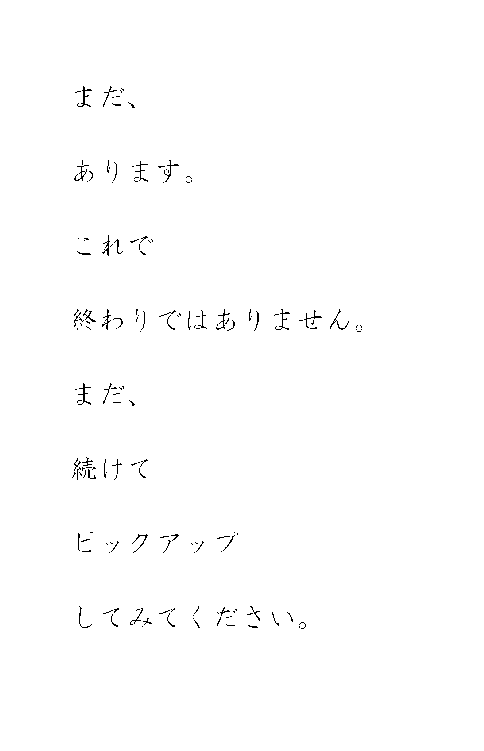 まだ、
あります。
これで
終わりではありません。
まだ、
続けて
ピックアップ
してみてください。